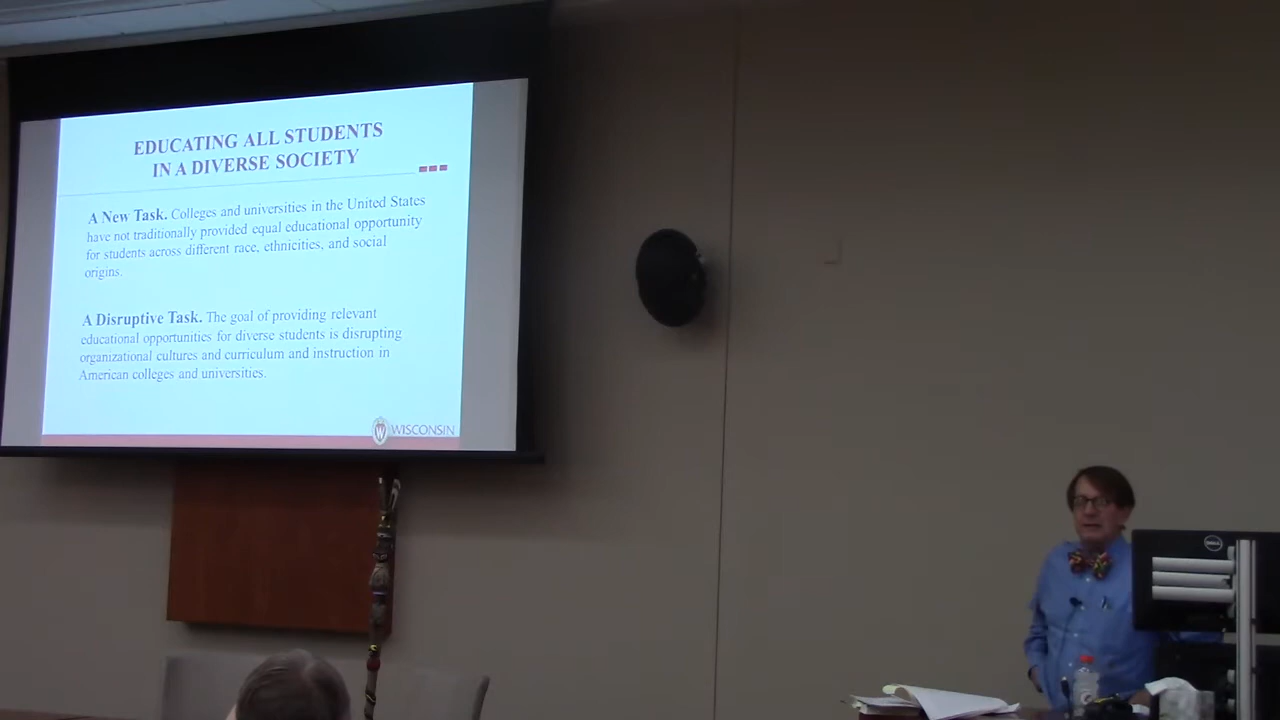 EDUCATING ALL STUDENTS
IN A DIVERSE SOCIETY
A New Task. Colleges and universities in the United States
have not traditionally provided equal educational opportunity
for students across different race, ethnicities, and social
origins.
A Disruptive Task. The goal of providing relevant
educational opportunities for diverse students is disrupting
organizational cultures and curriculum and instruction in
American colleges and universities.
W WISCONSIN
DELL